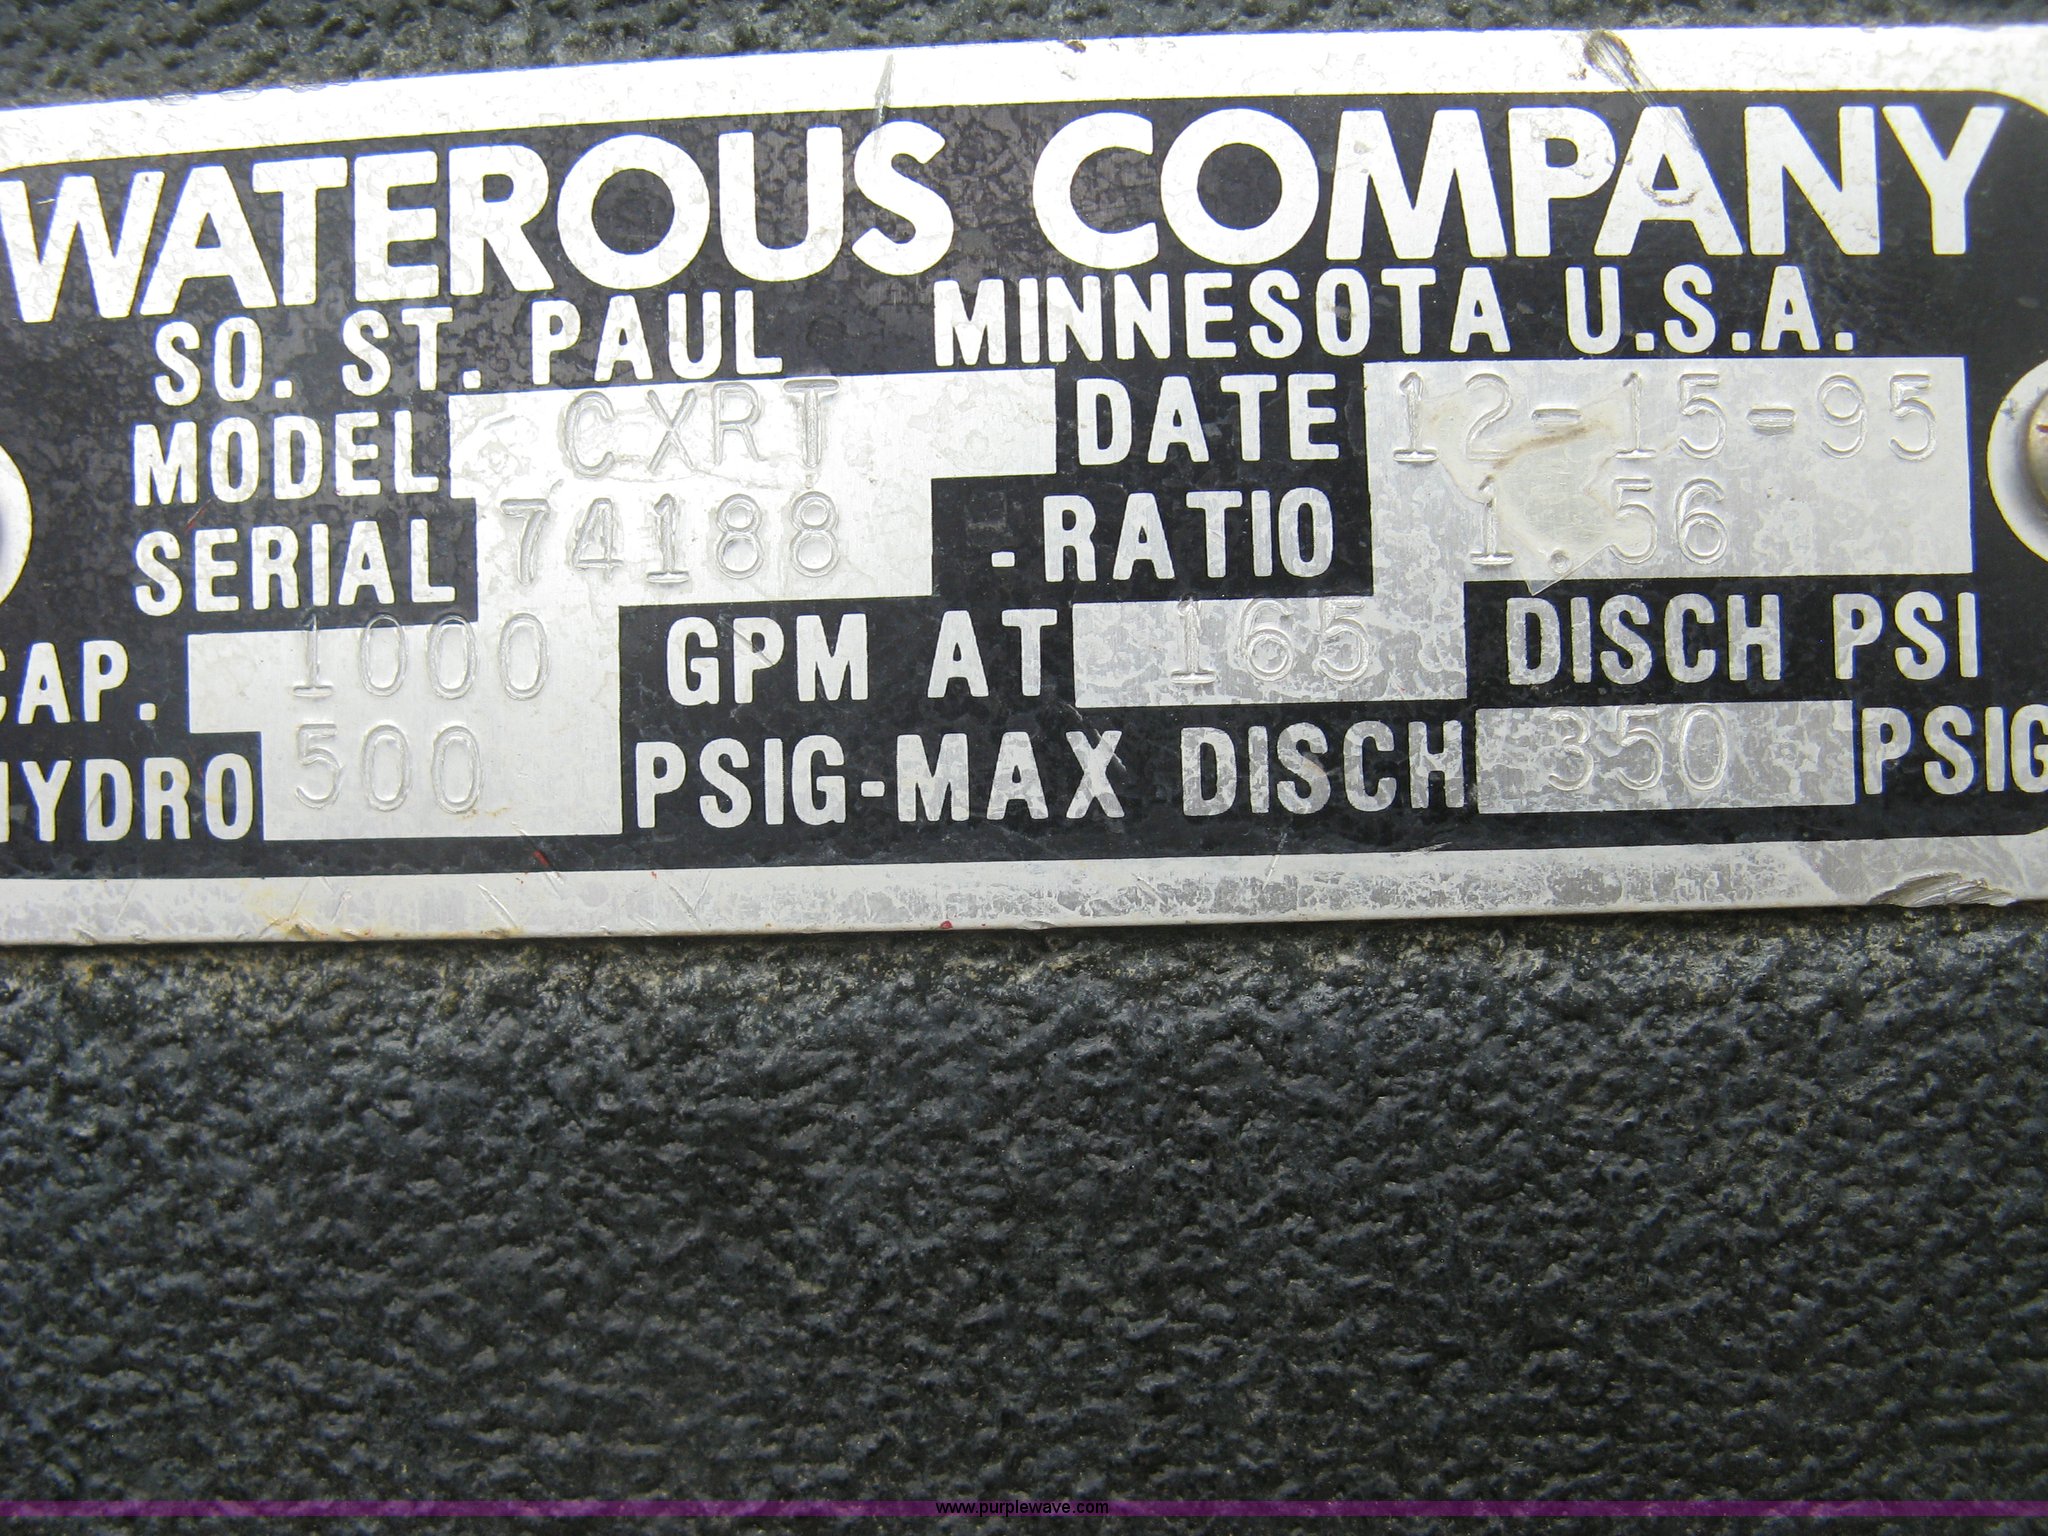 WATEROUS COMPANY
SO. ST. PAUL MINNESOTA U.S.A.
MODEL CXRT DATE 12-15-95
SERIAL 74188 -RATIO 1.56
CAP. 1000 GPM AT 165 DISCH PSI
HYDRO 500 PSIG-MAX DISCH 350 PSIG
www.purplewave.com